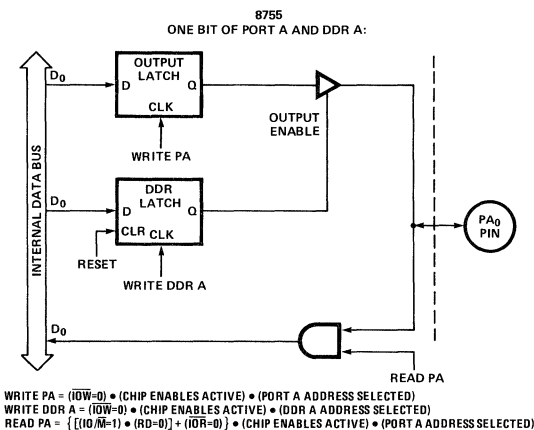 8755
ONE BIT OF PORT A AND DDR A:
D₀
OUTPUT
LATCH
D
Q
CLK
OUTPUT
ENABLE
WRITE PA
INTERNAL DATA BUS
D₀
DDR
LATCH
D
Q
CLR
CLK
RESET
WRITE DDR A
PA₀
PIN
D₀
READ PA
WRITE PA = (I̅O̅W̅=0) • (CHIP ENABLES ACTIVE) • (PORT A ADDRESS SELECTED)
WRITE DDR A = (I̅O̅W̅=0) • (CHIP ENABLES ACTIVE) • (DDR A ADDRESS SELECTED)
READ PA = {[(IO/M̅=1) • (RD=0)] + (I̅O̅R̅=0)} • (CHIP ENABLES ACTIVE) • (PORT A ADDRESS SELECTED)